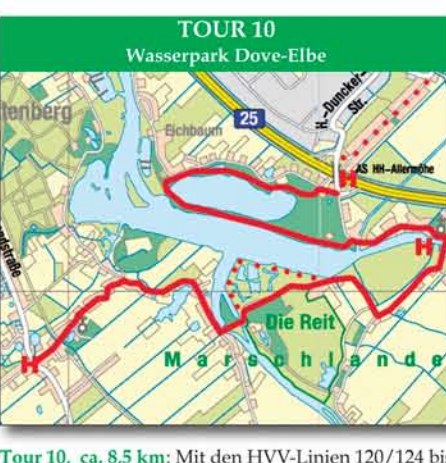 TOUR 10
Wasserpark Dove-Elbe
tenberg
Eichbaum
25
H.-Duncker-
Str.
AS HH-Allermöhe
H
H
ndstraße
Die Reit
H
Marschlande
Tour 10, ca. 8,5 km: Mit den HVV-Linien 120/124 bis